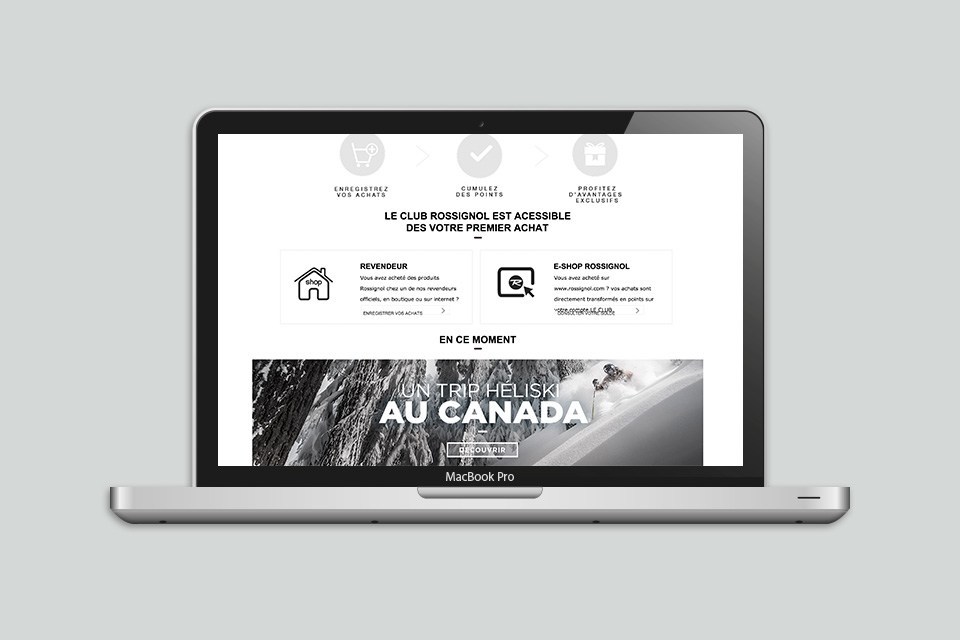 ENREGISTREZ
VOS ACHATS
CUMULEZ
DES POINTS
PROFITEZ
D'AVANTAGES
EXCLUSIFS
LE CLUB ROSSIGNOL EST ACESSIBLE
DES VOTRE PREMIER ACHAT
REVENDEUR
Vous avez acheté des produits
Rossignol chez un de nos revendeurs
officiels, en boutique ou sur internet ?
ENREGISTRER VOS ACHATS
shop
E-SHOP ROSSIGNOL
Vous avez acheté sur
www.rossignol.com ? vos achats sont
directement transformés en points sur
votre compte LE CLUB
CONSULTER VOTRE SOLDE
R
EN CE MOMENT
UN TRIP HELISKI
AU CANADA
DÉCOUVRIR
MacBook Pro